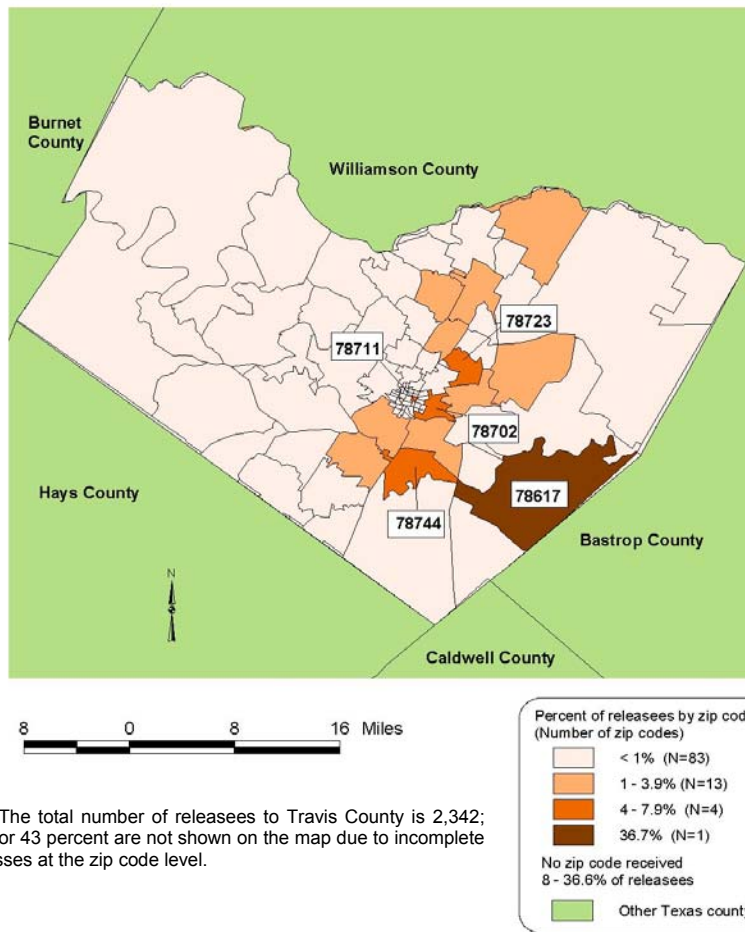 Burnet
County
Williamson County
78723
78711
78702
78617
Hays County
78744
Bastrop County
N
Caldwell County
8 0 8 16 Miles
The total number of releasees to Travis County is 2,342;
or 43 percent are not shown on the map due to incomplete
sses at the zip code level.
Percent of releasees by zip cod
(Number of zip codes)
< 1% (N=83)
1 - 3.9% (N=13)
4 - 7.9% (N=4)
36.7% (N=1)
No zip code received
8 - 36.6% of releasees
Other Texas county